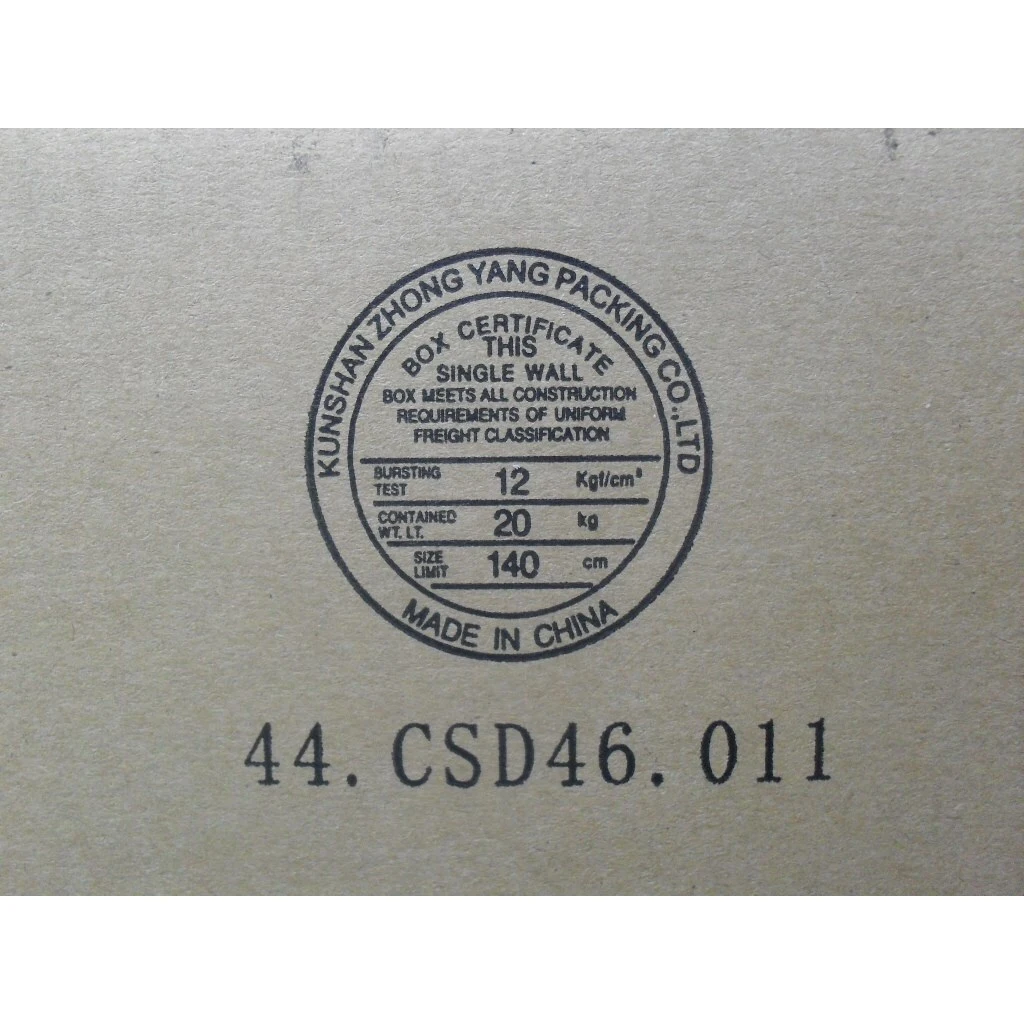 KUNSHAN ZHONG YANG PACKING CO.,LTD
BOX CERTIFICATE
THIS
SINGLE WALL
BOX MEETS ALL CONSTRUCTION
REQUIREMENTS OF UNIFORM
FREIGHT CLASSIFICATION
BURSTING TEST 12 Kgf/cm²
CONTAINED WT. LT. 20 kg
SIZE LIMIT 140 cm
MADE IN CHINA
44.CSD46.011